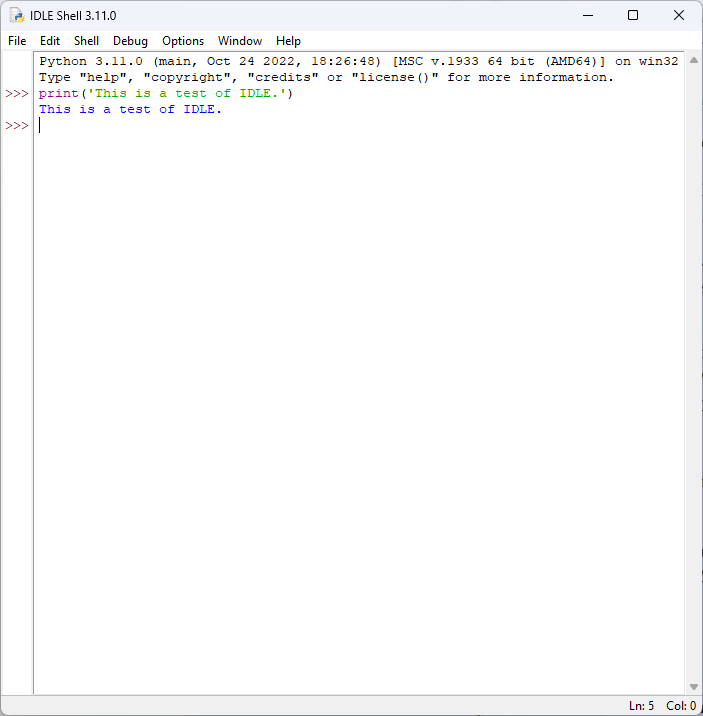 IDLE Shell 3.11.0
File Edit Shell Debug Options Window Help
Python 3.11.0 (main, Oct 24 2022, 18:26:48) [MSC v.1933 64 bit (AMD64)] on win32
Type "help", "copyright", "credits" or "license()" for more information.
>>> print('This is a test of IDLE.')
This is a test of IDLE.
>>>
Ln: 5 Col: 0